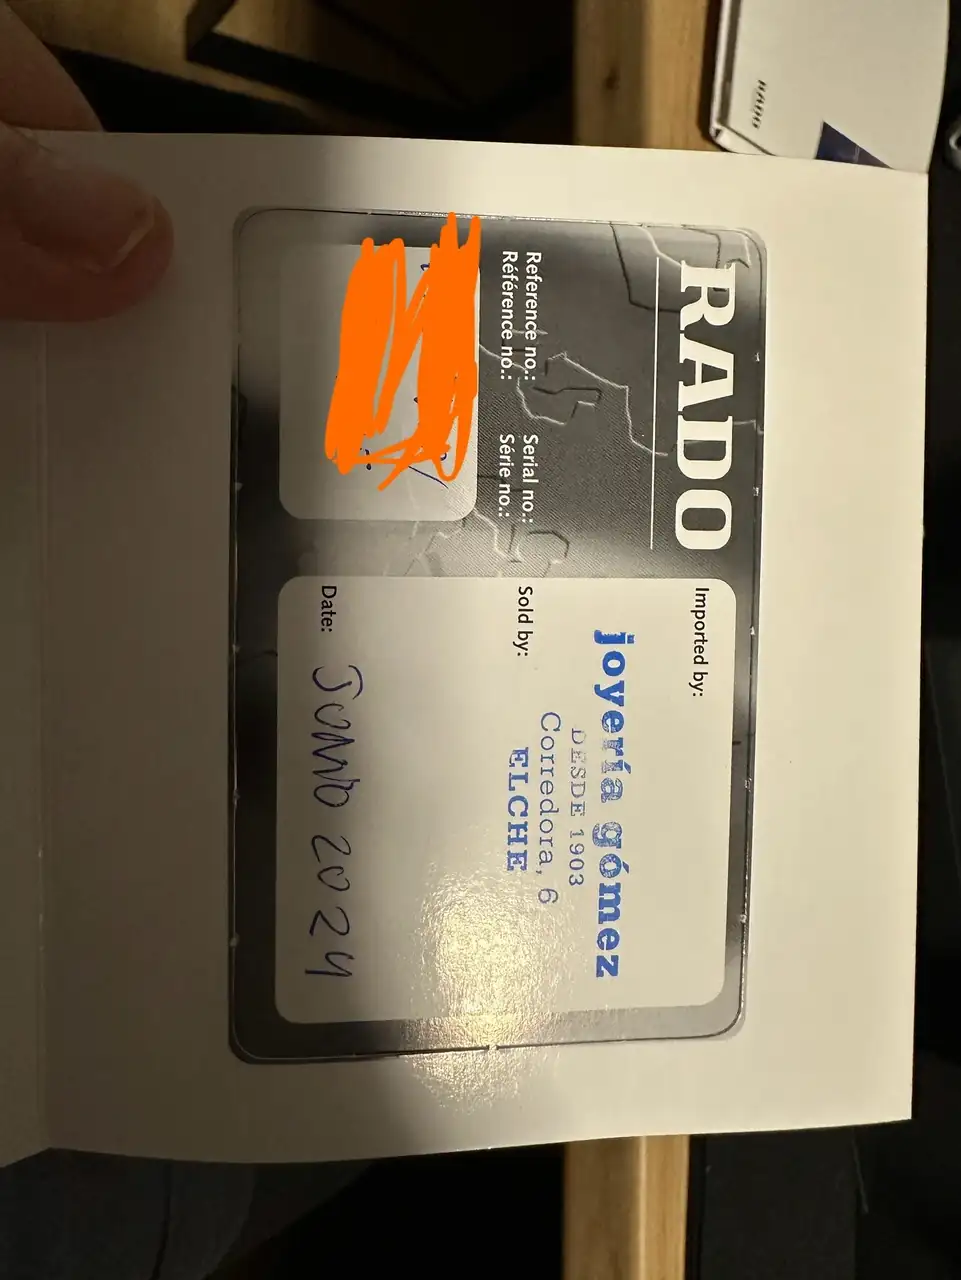 RADO
Reference no.: Serial no.:
Référence no.: Série no.:
Imported by:
joyería gómez
DESDE 1903
Corredora, 6
Sold by:
ELCHE
Date: JUNIO 2024
RADO